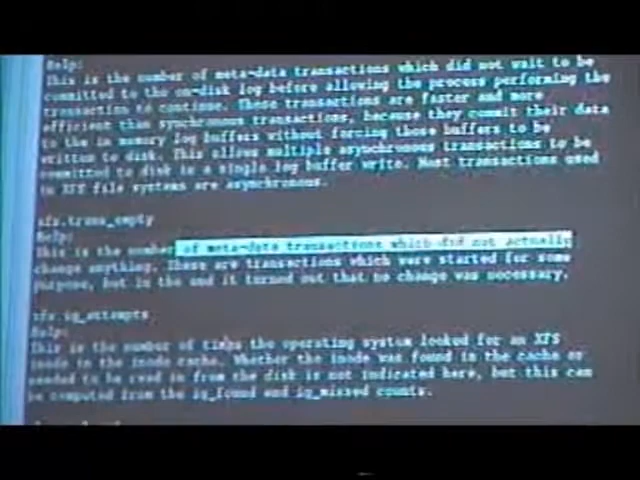 Help:
This is the number of meta-data transactions which did not wait to be
committed to the on-disk log before allowing the process performing the
transaction to continue. These transactions are faster and more
efficient than synchronous transactions, because they commit their data
to the in memory log buffers without forcing those buffers to be
written to disk. This allows multiple asynchronous transactions to be
committed to disk in a single log buffer write. Most transactions used
in XFS file systems are asynchronous.
xfs.trans_empty
Help:
This is the number of meta-data transactions which did not actually
change anything. These are transactions which were started for some
purpose, but in the end it turned out that no change was necessary.
xfs.ig_attempts
Help:
This is the number of times the operating system looked for an XFS
inode in the inode cache. Whether the inode was found in the cache or
needed to be read in from the disk is not indicated here, but this can
be computed from the ig_found and ig_missed counts.